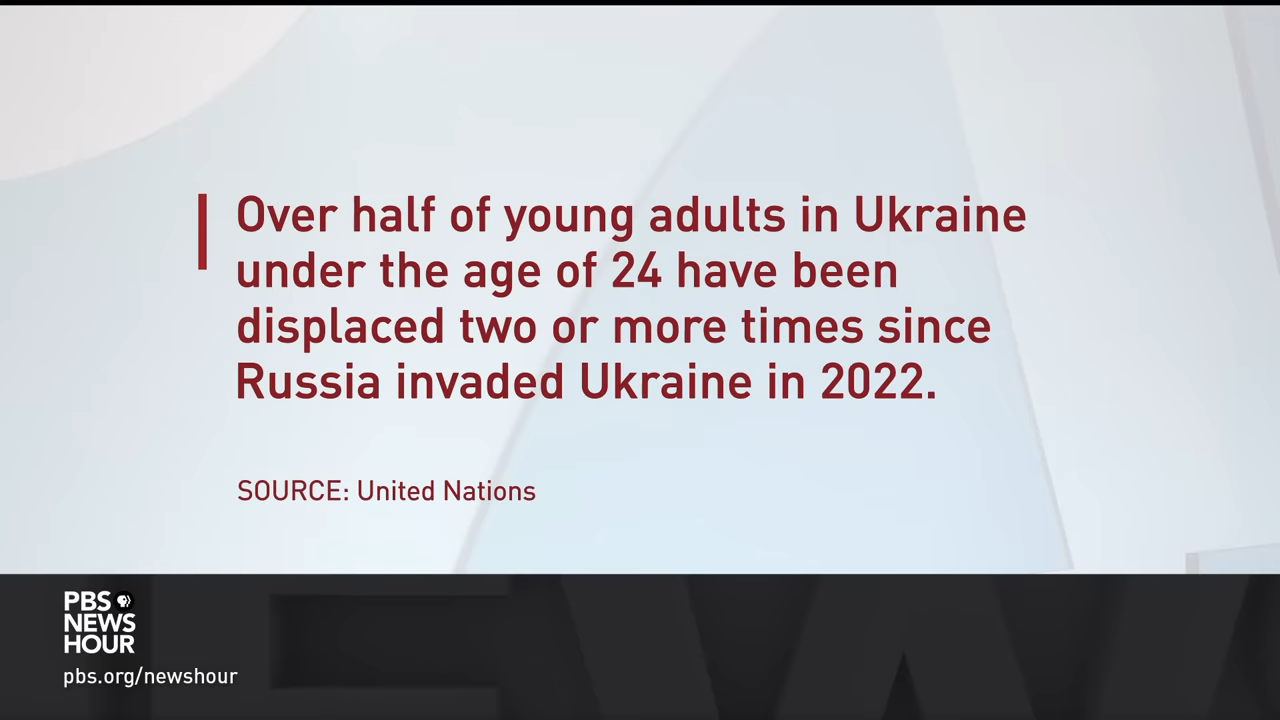 Over half of young adults in Ukraine
under the age of 24 have been
displaced two or more times since
Russia invaded Ukraine in 2022.
SOURCE: United Nations
PBS
NEWS
HOUR
pbs.org/newshour